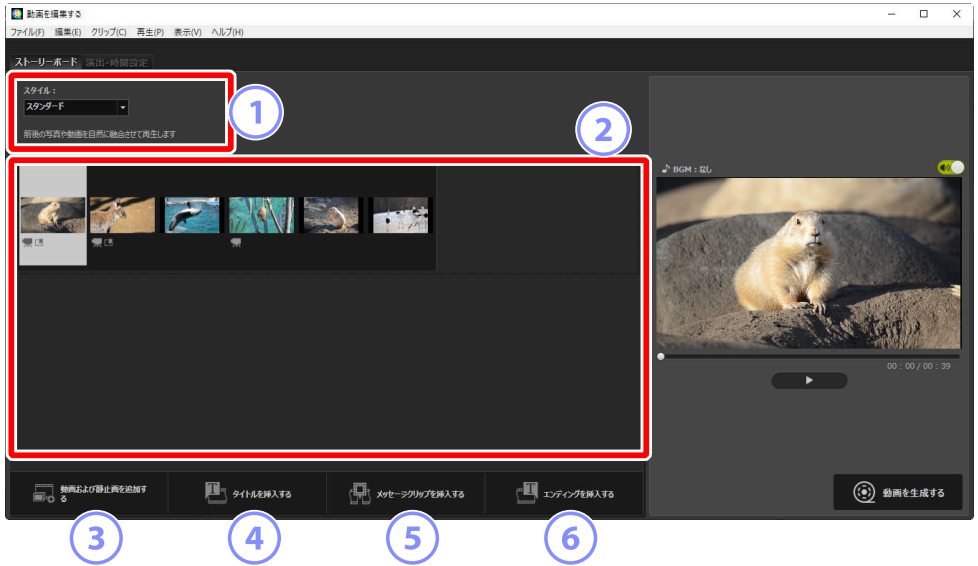 動画を編集する
ファイル(F) 編集(E) クリップ(C) 再生(P) 表示(V) ヘルプ(H)
ストーリーボード 演出・時間設定
スタイル：
スタンダード
前後の写真や動画を自然に融合させて再生します
1
2
BGM：なし
00：00 / 00：39
動画および静止画を追加す
る
タイトルを挿入する
メッセージクリップを挿入する
エンディングを挿入する
動画を生成する
3
4
5
6